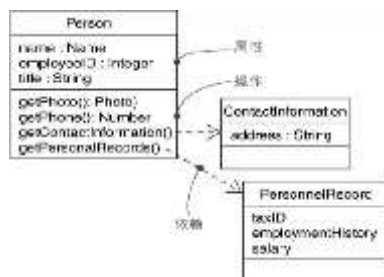 Person
name : Name
employeeID : Integer
title : String
属性
操作
getPhoto(): Photo)
getPhone(): Number
getContactInformation()
getPersonalRecords()
ContactInformation
address : String
依赖
PersonnelRecord
taxID
employmentHistory
salary